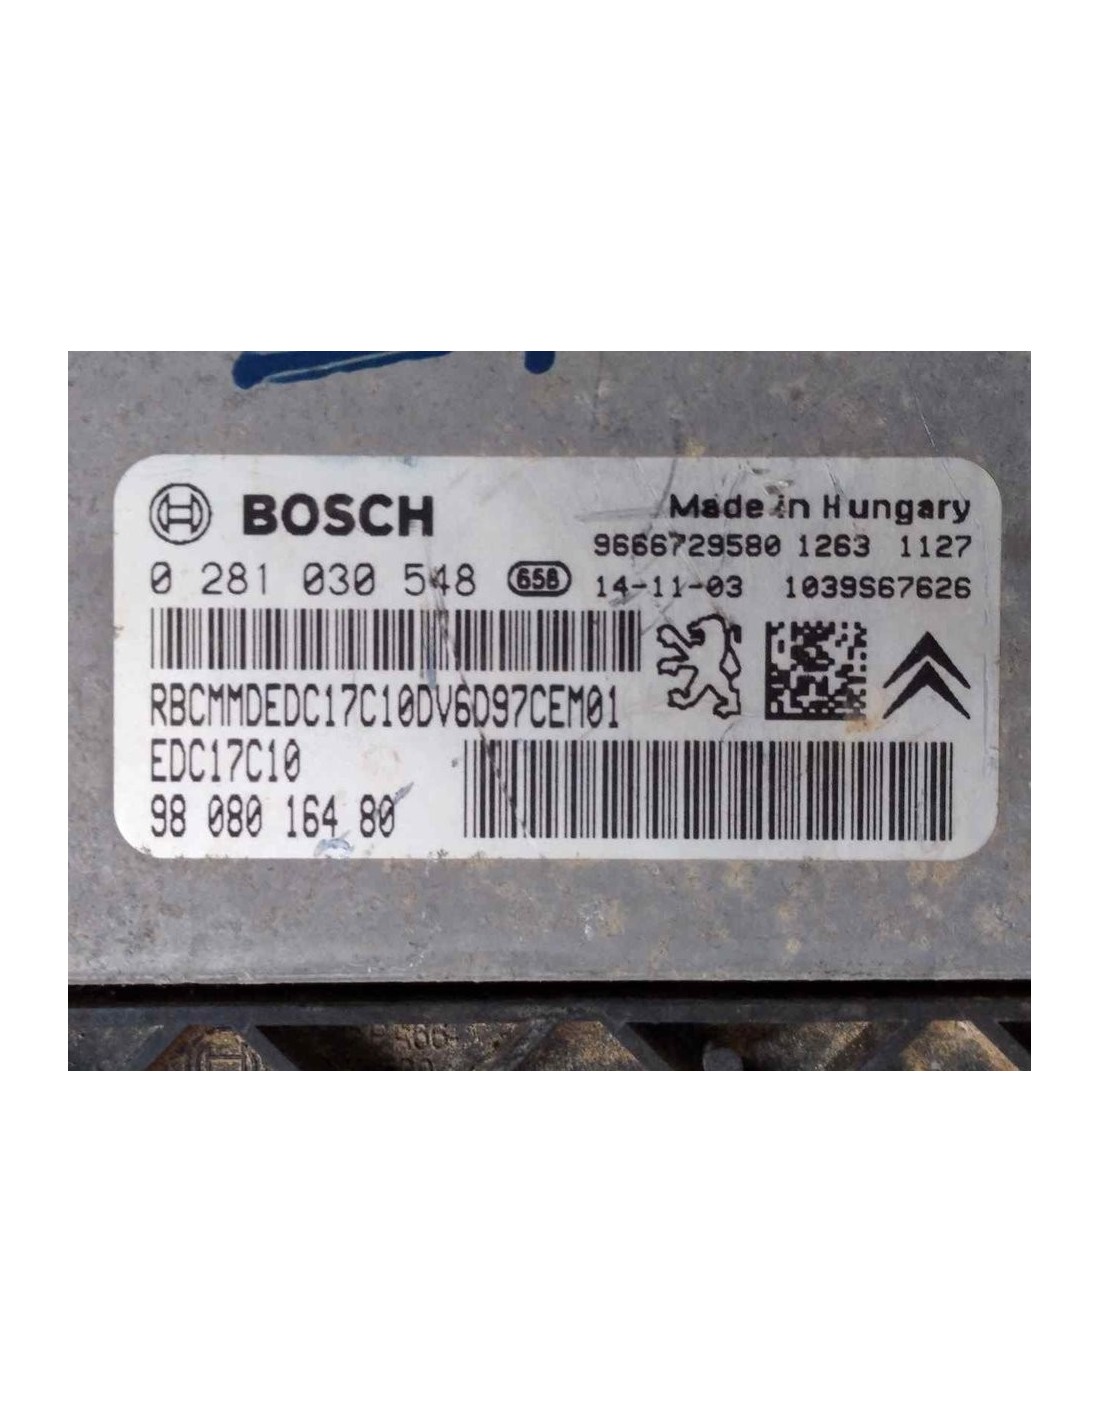 BOSCH
Made in Hungary
9666729580 1263 1127
0 281 030 548 658
14-11-03 1039S67626
RBCMMDEDC17C10DV6D97CEM01
EDC17C10
98 080 164 80